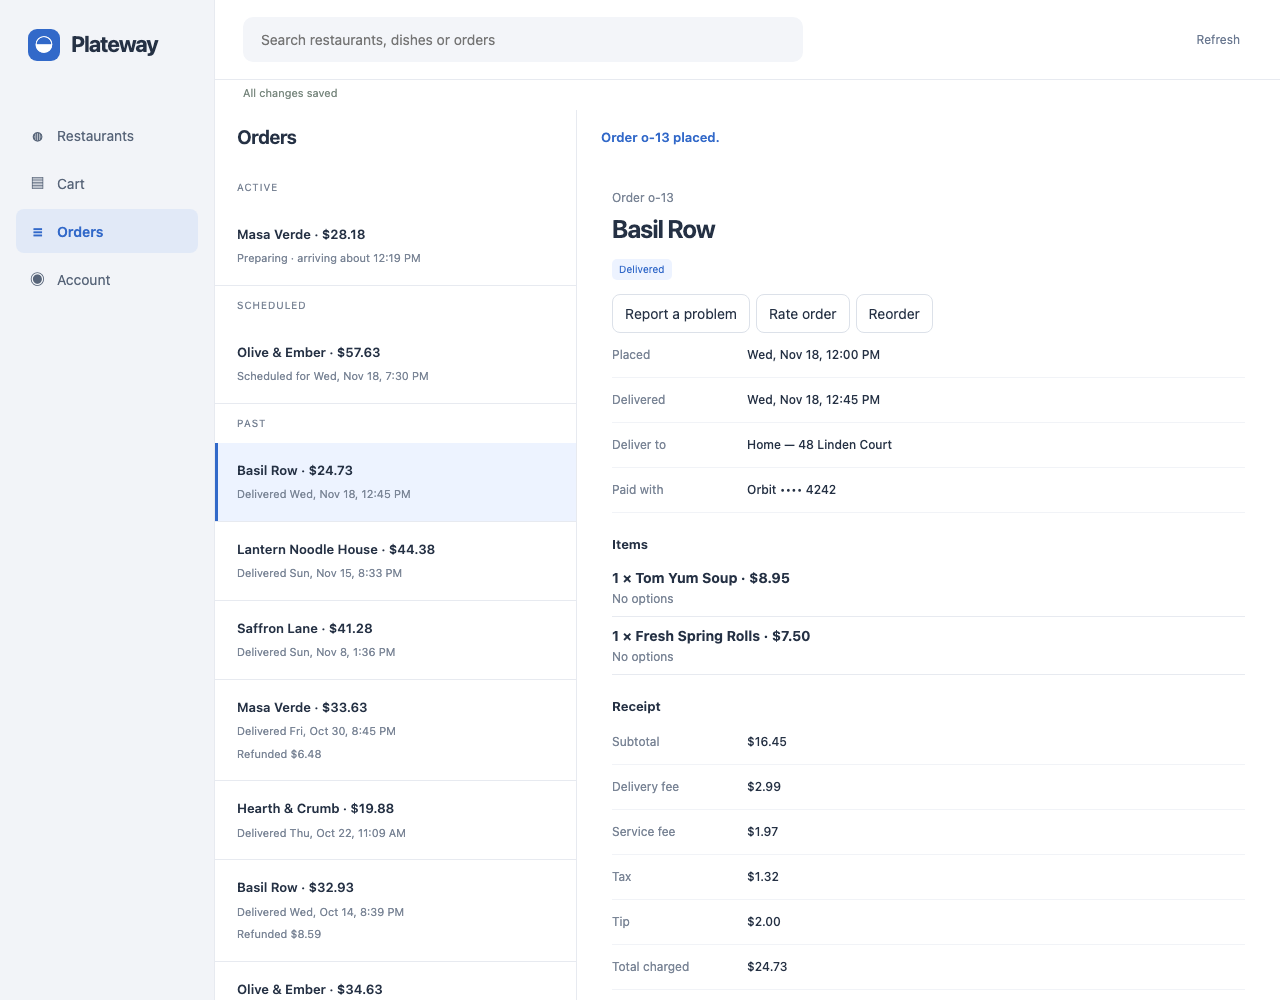 Plateway
Search restaurants, dishes or orders
Refresh
All changes saved
Restaurants
Cart
Orders
Account
Orders
ACTIVE
Masa Verde · $28.18
Preparing · arriving about 12:19 PM
SCHEDULED
Olive & Ember · $57.63
Scheduled for Wed, Nov 18, 7:30 PM
PAST
Basil Row · $24.73
Delivered Wed, Nov 18, 12:45 PM
Lantern Noodle House · $44.38
Delivered Sun, Nov 15, 8:33 PM
Saffron Lane · $41.28
Delivered Sun, Nov 8, 1:36 PM
Masa Verde · $33.63
Delivered Fri, Oct 30, 8:45 PM
Refunded $6.48
Hearth & Crumb · $19.88
Delivered Thu, Oct 22, 11:09 AM
Basil Row · $32.93
Delivered Wed, Oct 14, 8:39 PM
Refunded $8.59
Olive & Ember · $34.63
Order o-13 placed.
Order o-13
Basil Row
Delivered
Report a problem
Rate order
Reorder
Placed Wed, Nov 18, 12:00 PM
Delivered Wed, Nov 18, 12:45 PM
Deliver to Home — 48 Linden Court
Paid with Orbit •••• 4242
Items
1 × Tom Yum Soup · $8.95
No options
1 × Fresh Spring Rolls · $7.50
No options
Receipt
Subtotal $16.45
Delivery fee $2.99
Service fee $1.97
Tax $1.32
Tip $2.00
Total charged $24.73